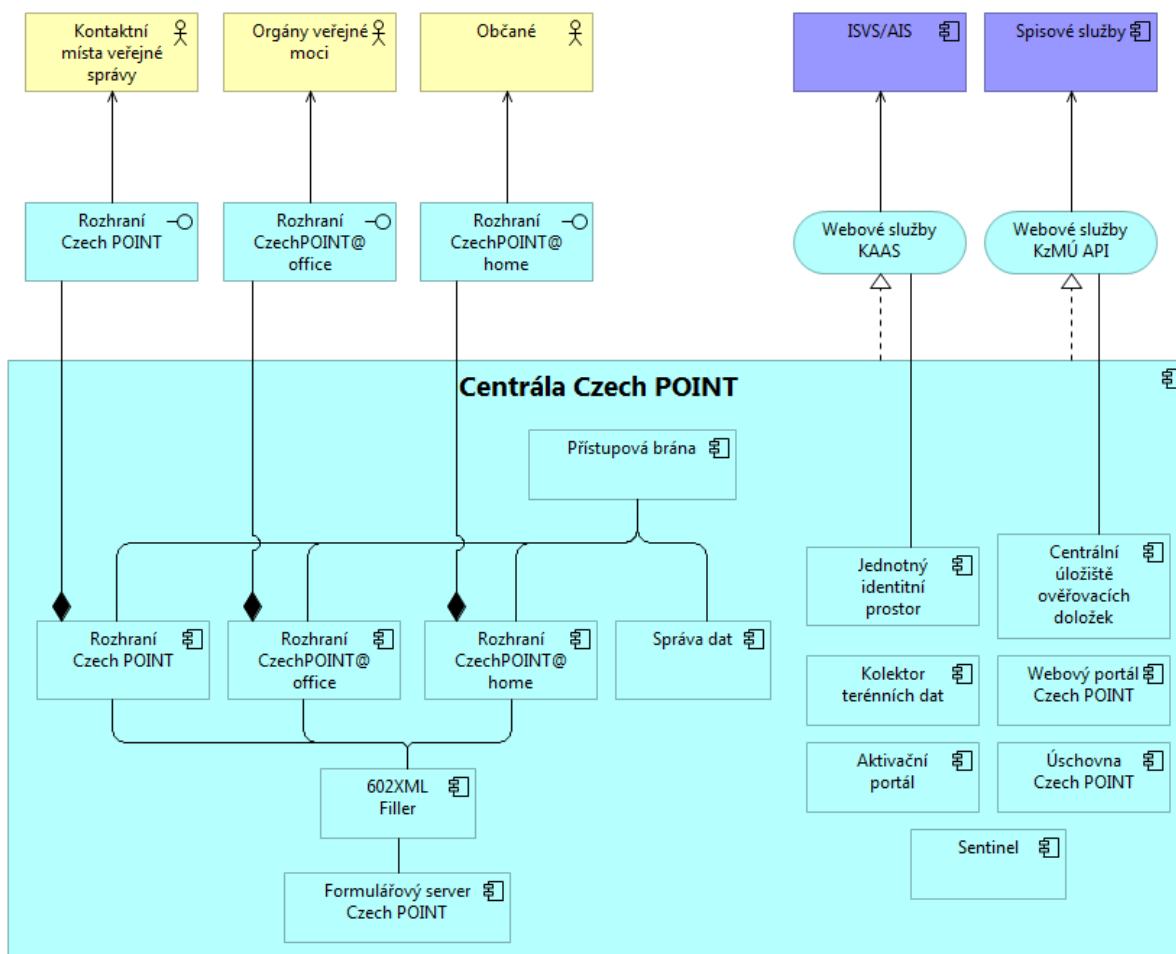 Kontaktní
místa veřejné
správy
Orgány veřejné
moci
Občané
ISVS/AIS
Spisové služby
Rozhraní
Czech POINT
Rozhraní
CzechPOINT@
office
Rozhraní
CzechPOINT@
home
Webové služby
KAAS
Webové služby
KzMÚ API
Centrála Czech POINT
Přístupová brána
Jednotný
identitní
prostor
Centrální
úložiště
ověřovacích
doložek
Rozhraní
Czech POINT
Rozhraní
CzechPOINT@
office
Rozhraní
CzechPOINT@
home
Správa dat
Kolektor
terénních dat
Webový portál
Czech POINT
Aktivační
portál
Úschovna
Czech POINT
602XML
Filler
Sentinel
Formulářový server
Czech POINT